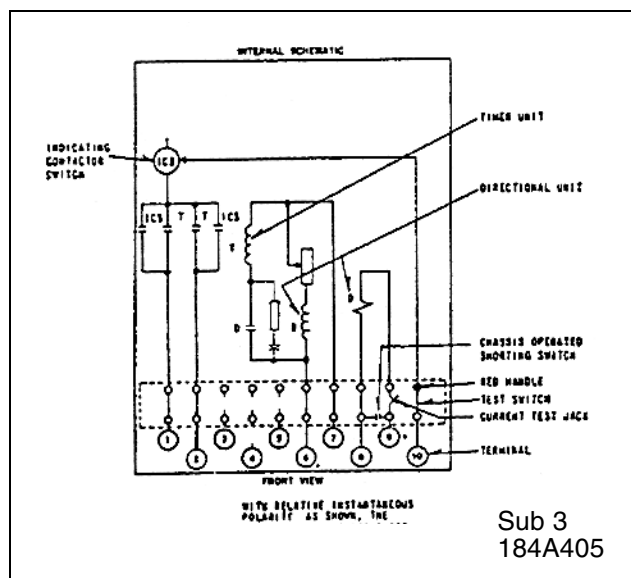 INTERNAL SCHEMATIC
TIMER UNIT
INDICATING
CONTACTOR
SWITCH
ICS
DIRECTIONAL UNIT
ICS T T ICS
T
D
D
D
CHASSIS OPERATED
SHORTING SWITCH
RED HANDLE
TEST SWITCH
CURRENT TEST JACK
TERMINAL
1 2 3 4 5 6 7 8 9 10
FRONT VIEW
WITH RELATIVE INSTANTANEOUS
POLARITY AS SHOWN, THE
Sub 3
184A405